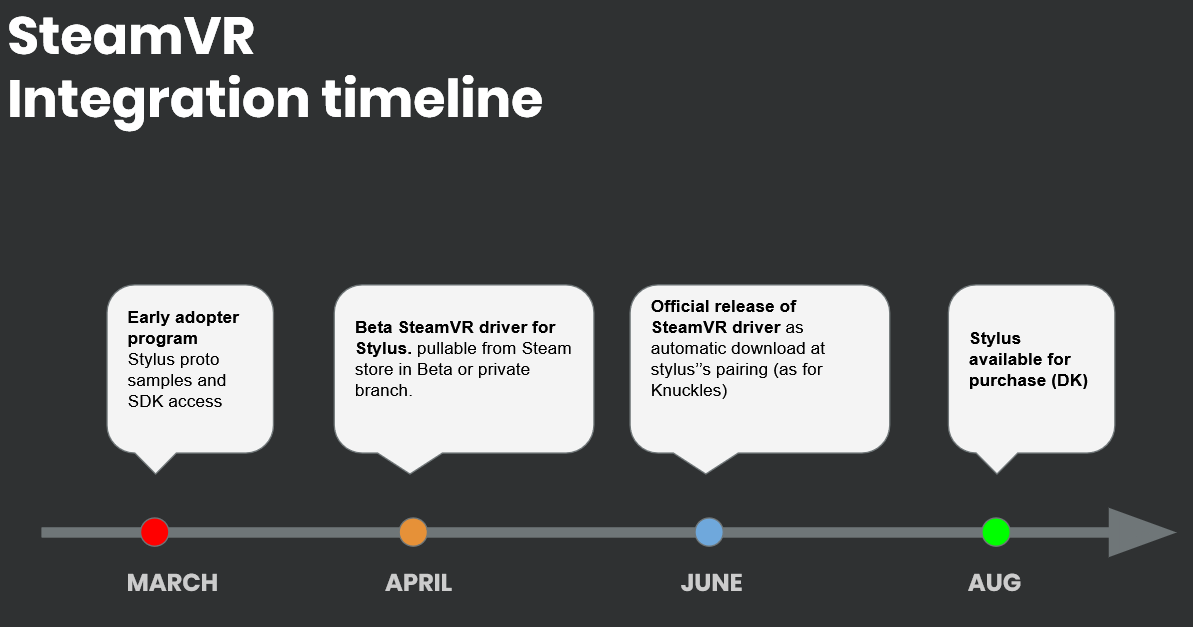 SteamVR
Integration timeline
Early adopter
program
Stylus proto
samples and
SDK access
Beta SteamVR driver for
Stylus. pullable from Steam
store in Beta or private
branch.
Official release of
SteamVR driver as
automatic download at
stylus''s pairing (as for
Knuckles)
Stylus
available for
purchase (DK)
MARCH
APRIL
JUNE
AUG